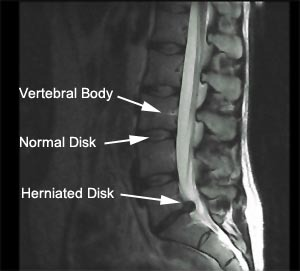 Vertebral Body
Normal Disk
Herniated Disk